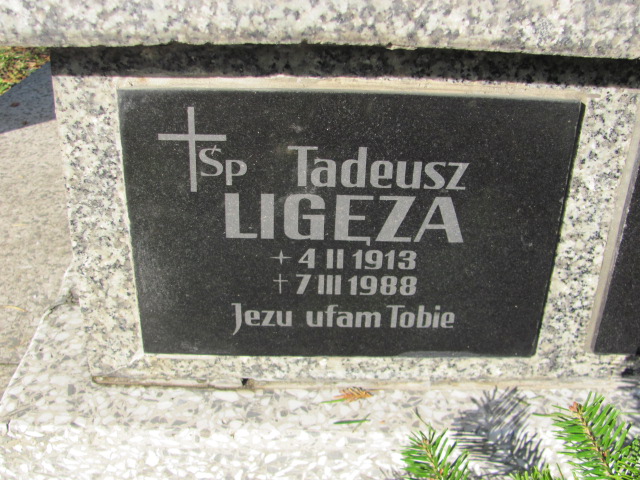 Śp Tadeusz
LIGĘZA
+ 4 II 1913
† 7 III 1988
Jezu ufam Tobie